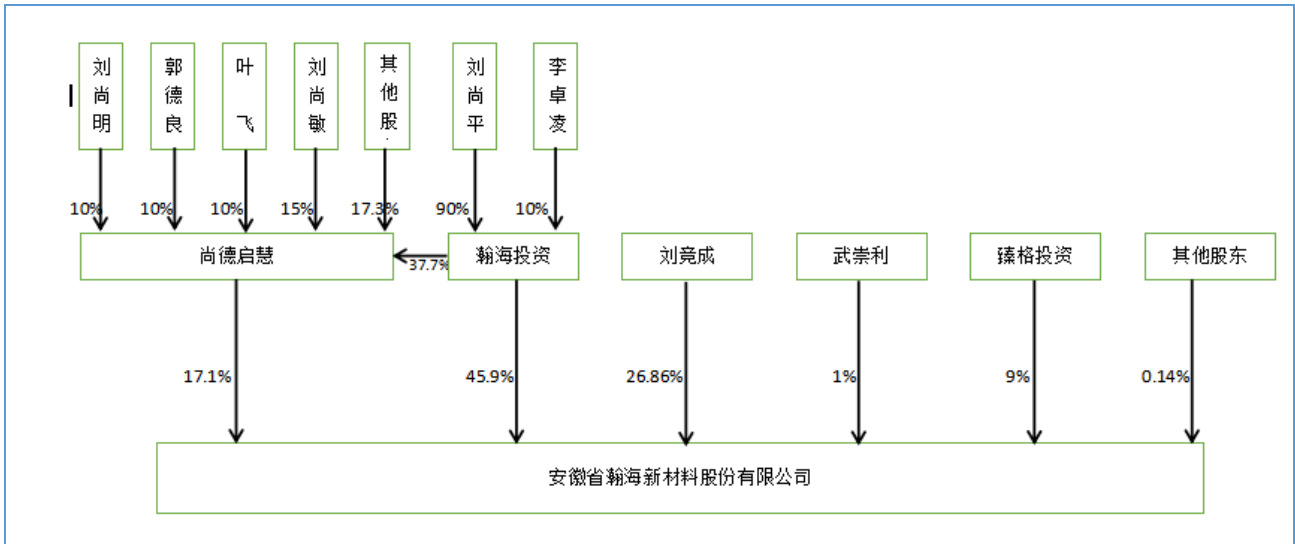 刘尚明
郭德良
叶飞
刘尚敏
其他股
刘尚平
李卓凌
10%
10%
10%
15%
17.3%
90%
10%
尚德启慧
37.7%
瀚海投资
刘竞成
武崇利
臻格投资
其他股东
17.1%
45.9%
26.86%
1%
9%
0.14%
安徽省瀚海新材料股份有限公司